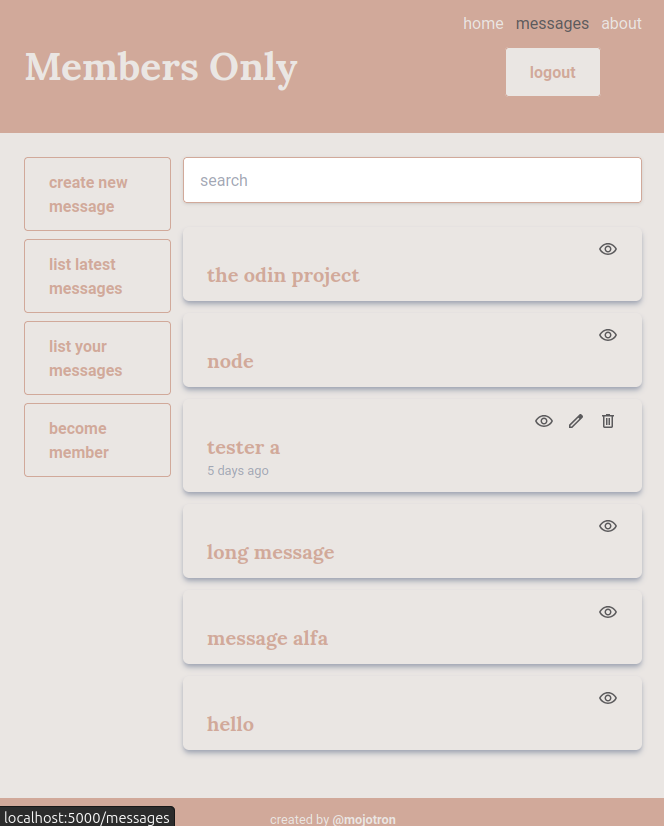 home messages about
Members Only
logout
create new
message
list latest
messages
list your
messages
become
member
search
the odin project
node
tester a
5 days ago
long message
message alfa
hello
localhost:5000/messages
created by @mojotron